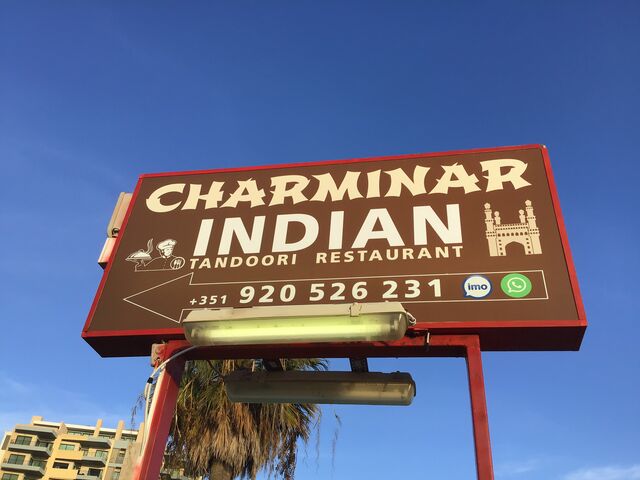 CHARMINAR
INDIAN
TANDOORI RESTAURANT
+351 920 526 231 imo